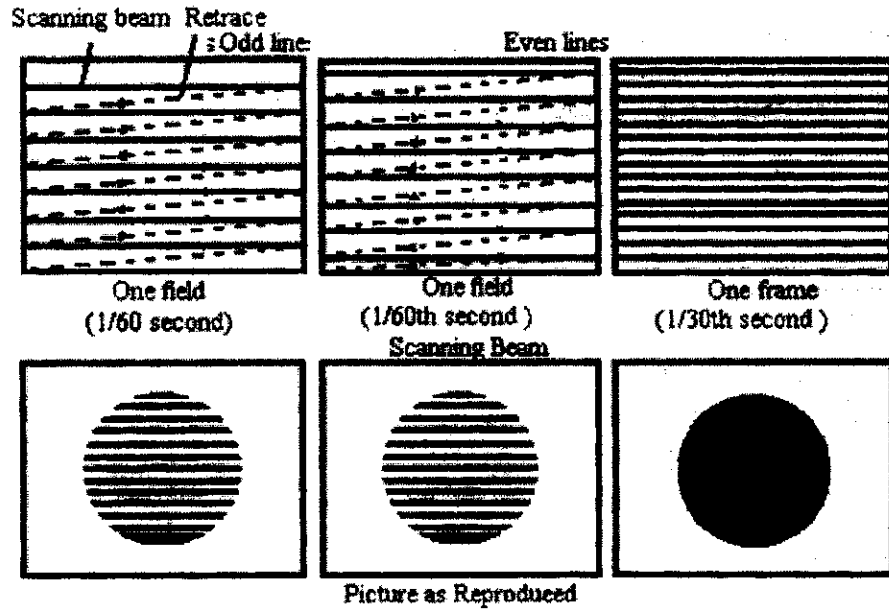 Scanning beam Retrace
: Odd line:
Even lines
One field
(1/60 second)
One field
(1/60th second )
One frame
(1/30th second )
Scanning Beam
Picture as Reproduced